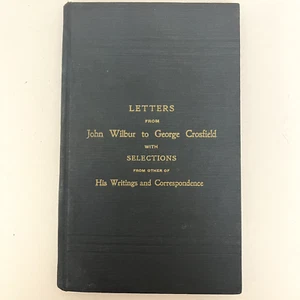 LETTERS
FROM
John Wilbur to George Crosfield
WITH
SELECTIONS
FROM OTHER OF
His Writings and Correspondence